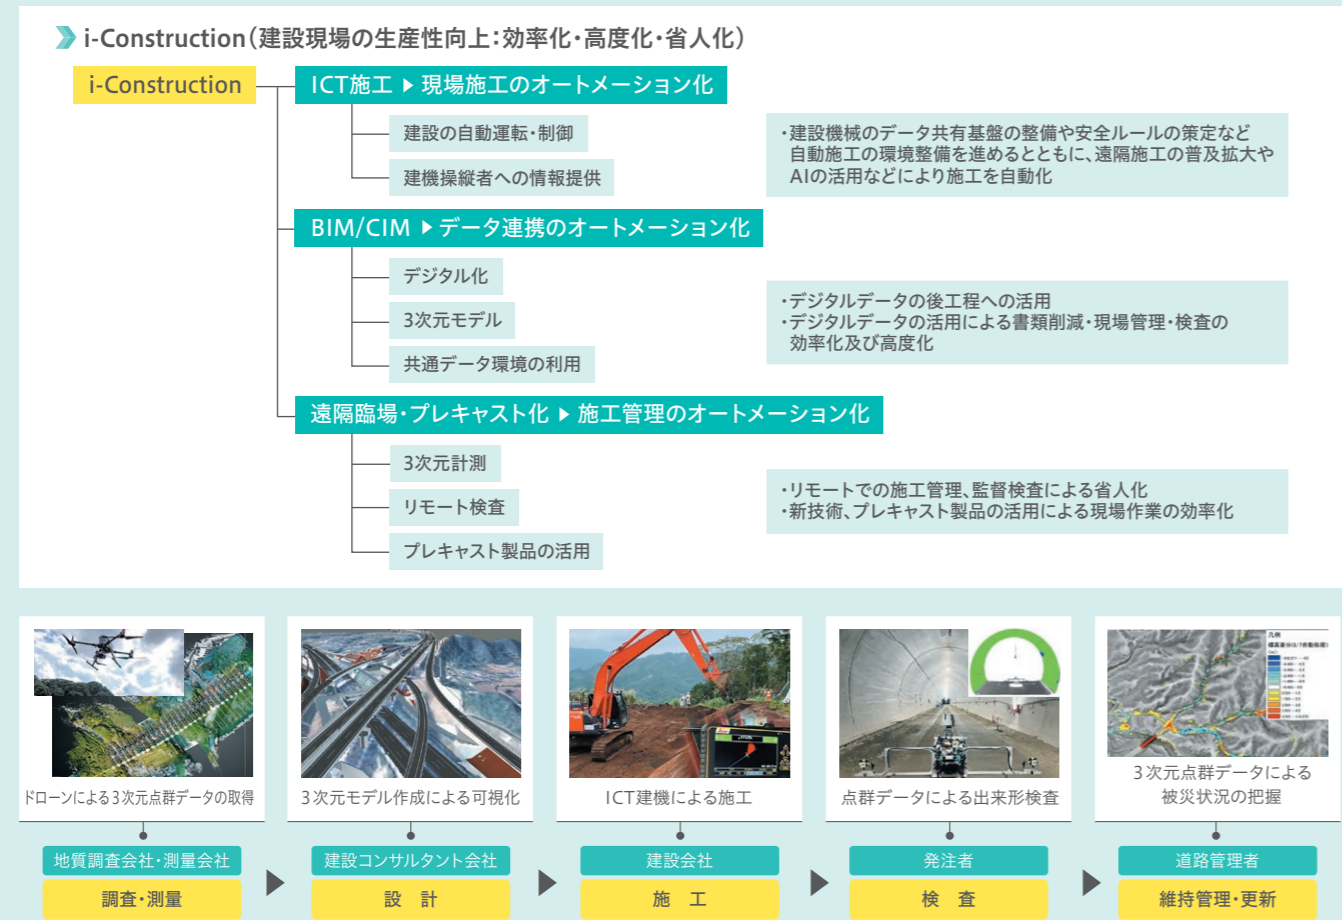 i-Construction（建設現場の生産性向上：効率化・高度化・省人化）
i-Construction
ICT施工 ▶ 現場施工のオートメーション化
建設の自動運転・制御
建機操縦者への情報提供
・建設機械のデータ共有基盤の整備や安全ルールの策定など
自動施工の環境整備を進めるとともに、遠隔施工の普及拡大や
AIの活用などにより施工を自動化
BIM/CIM ▶ データ連携のオートメーション化
デジタル化
3次元モデル
共通データ環境の利用
・デジタルデータの後工程への活用
・デジタルデータの活用による書類削減・現場管理・検査の
効率化及び高度化
遠隔臨場・プレキャスト化 ▶ 施工管理のオートメーション化
3次元計測
リモート検査
プレキャスト製品の活用
・リモートでの施工管理、監督検査による省人化
・新技術、プレキャスト製品の活用による現場作業の効率化
凡例
ドローンによる3次元点群データの取得
3次元モデル作成による可視化
ICT建機による施工
点群データによる出来形検査
3次元点群データによる
被災状況の把握
地質調査会社・測量会社
建設コンサルタント会社
建設会社
発注者
道路管理者
調査・測量
設　計
施　工
検　査
維持管理・更新